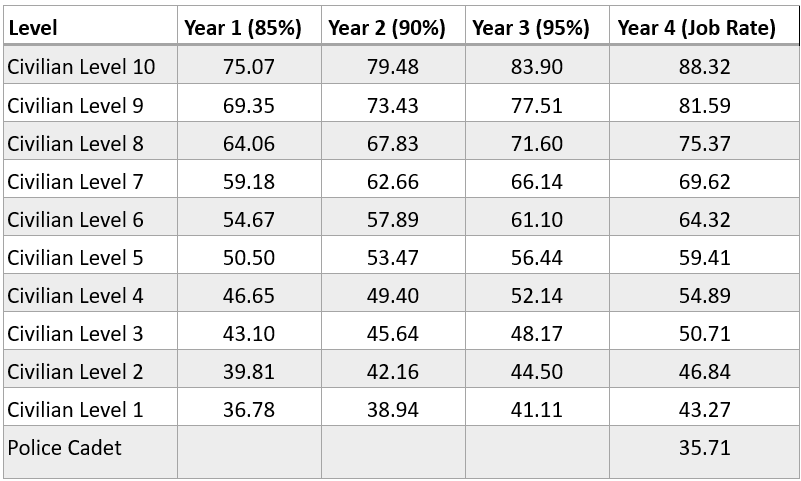 Level Year 1 (85%) Year 2 (90%) Year 3 (95%) Year 4 (Job Rate)
Civilian Level 10 75.07 79.48 83.90 88.32
Civilian Level 9 69.35 73.43 77.51 81.59
Civilian Level 8 64.06 67.83 71.60 75.37
Civilian Level 7 59.18 62.66 66.14 69.62
Civilian Level 6 54.67 57.89 61.10 64.32
Civilian Level 5 50.50 53.47 56.44 59.41
Civilian Level 4 46.65 49.40 52.14 54.89
Civilian Level 3 43.10 45.64 48.17 50.71
Civilian Level 2 39.81 42.16 44.50 46.84
Civilian Level 1 36.78 38.94 41.11 43.27
Police Cadet 35.71